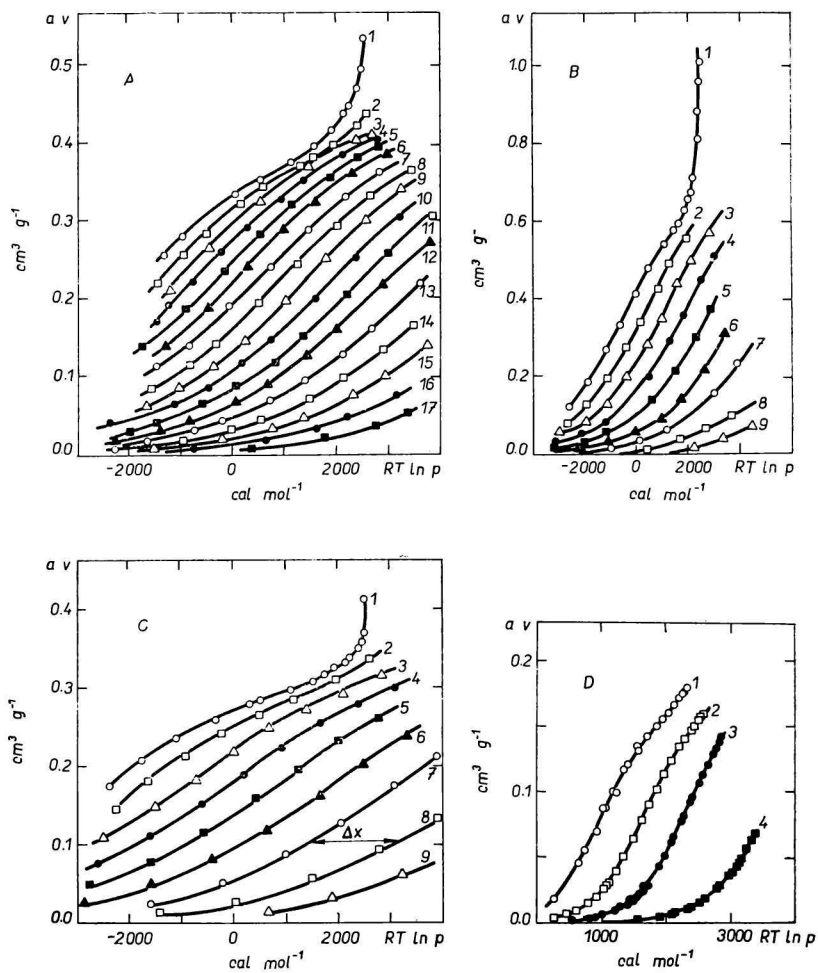 a v
A
0.5
0.4
0.3
0.2
0.1
0.0
cm³ g⁻¹
1
2
3
4
5
6
7
8
9
10
11
12
13
14
15
16
17
-2000 0 2000 RT ln p
cal mol⁻¹
a v
B
1.0
0.8
0.6
0.4
0.2
0.0
cm³ g⁻
1
2
3
4
5
6
7
8
9
-2000 0 2000 RT ln p
cal mol⁻¹
a v
C
0.4
0.3
0.2
0.1
0.0
cm³ g⁻¹
1
2
3
4
5
6
7
8
9
Δx
-2000 0 2000 RT ln p
cal mol⁻¹
a v
D
0.2
0.1
0.0
cm³ g⁻¹
1
2
3
4
1000 3000 RT ln p
cal mol⁻¹